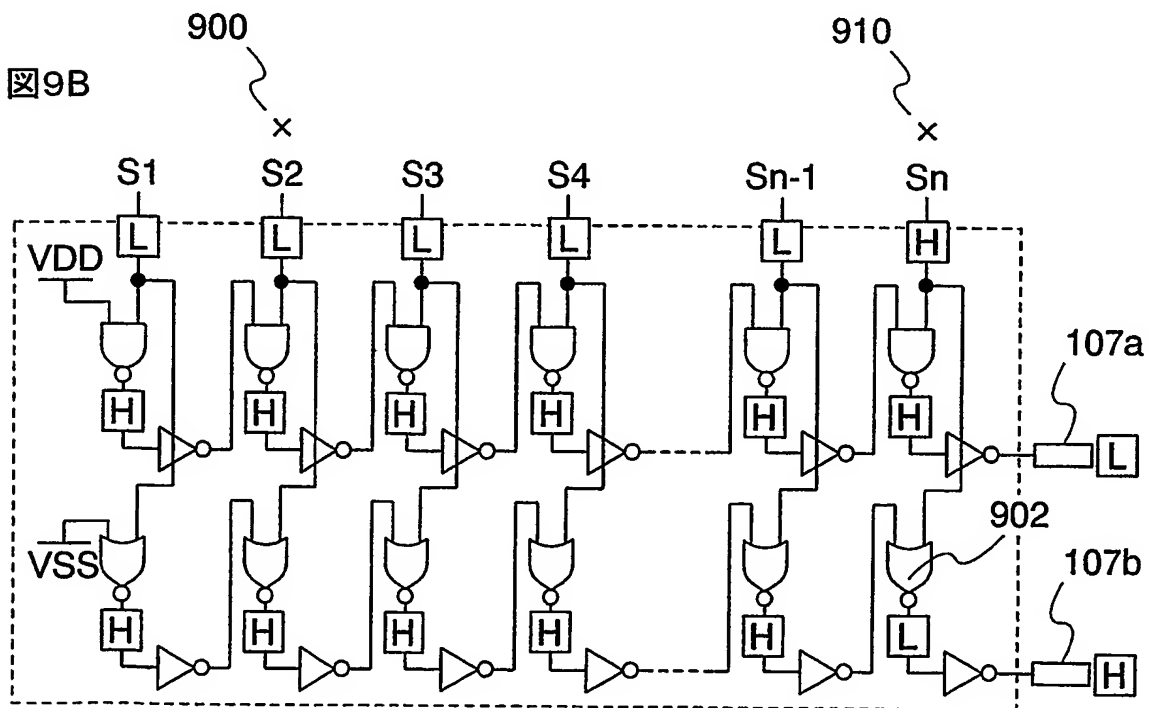 900
910
図9B
×
×
S1 S2 S3 S4 Sn-1 Sn
L L L L L H
VDD
107a
H H H H H H
L
902
VSS
107b
H H H H H L
H